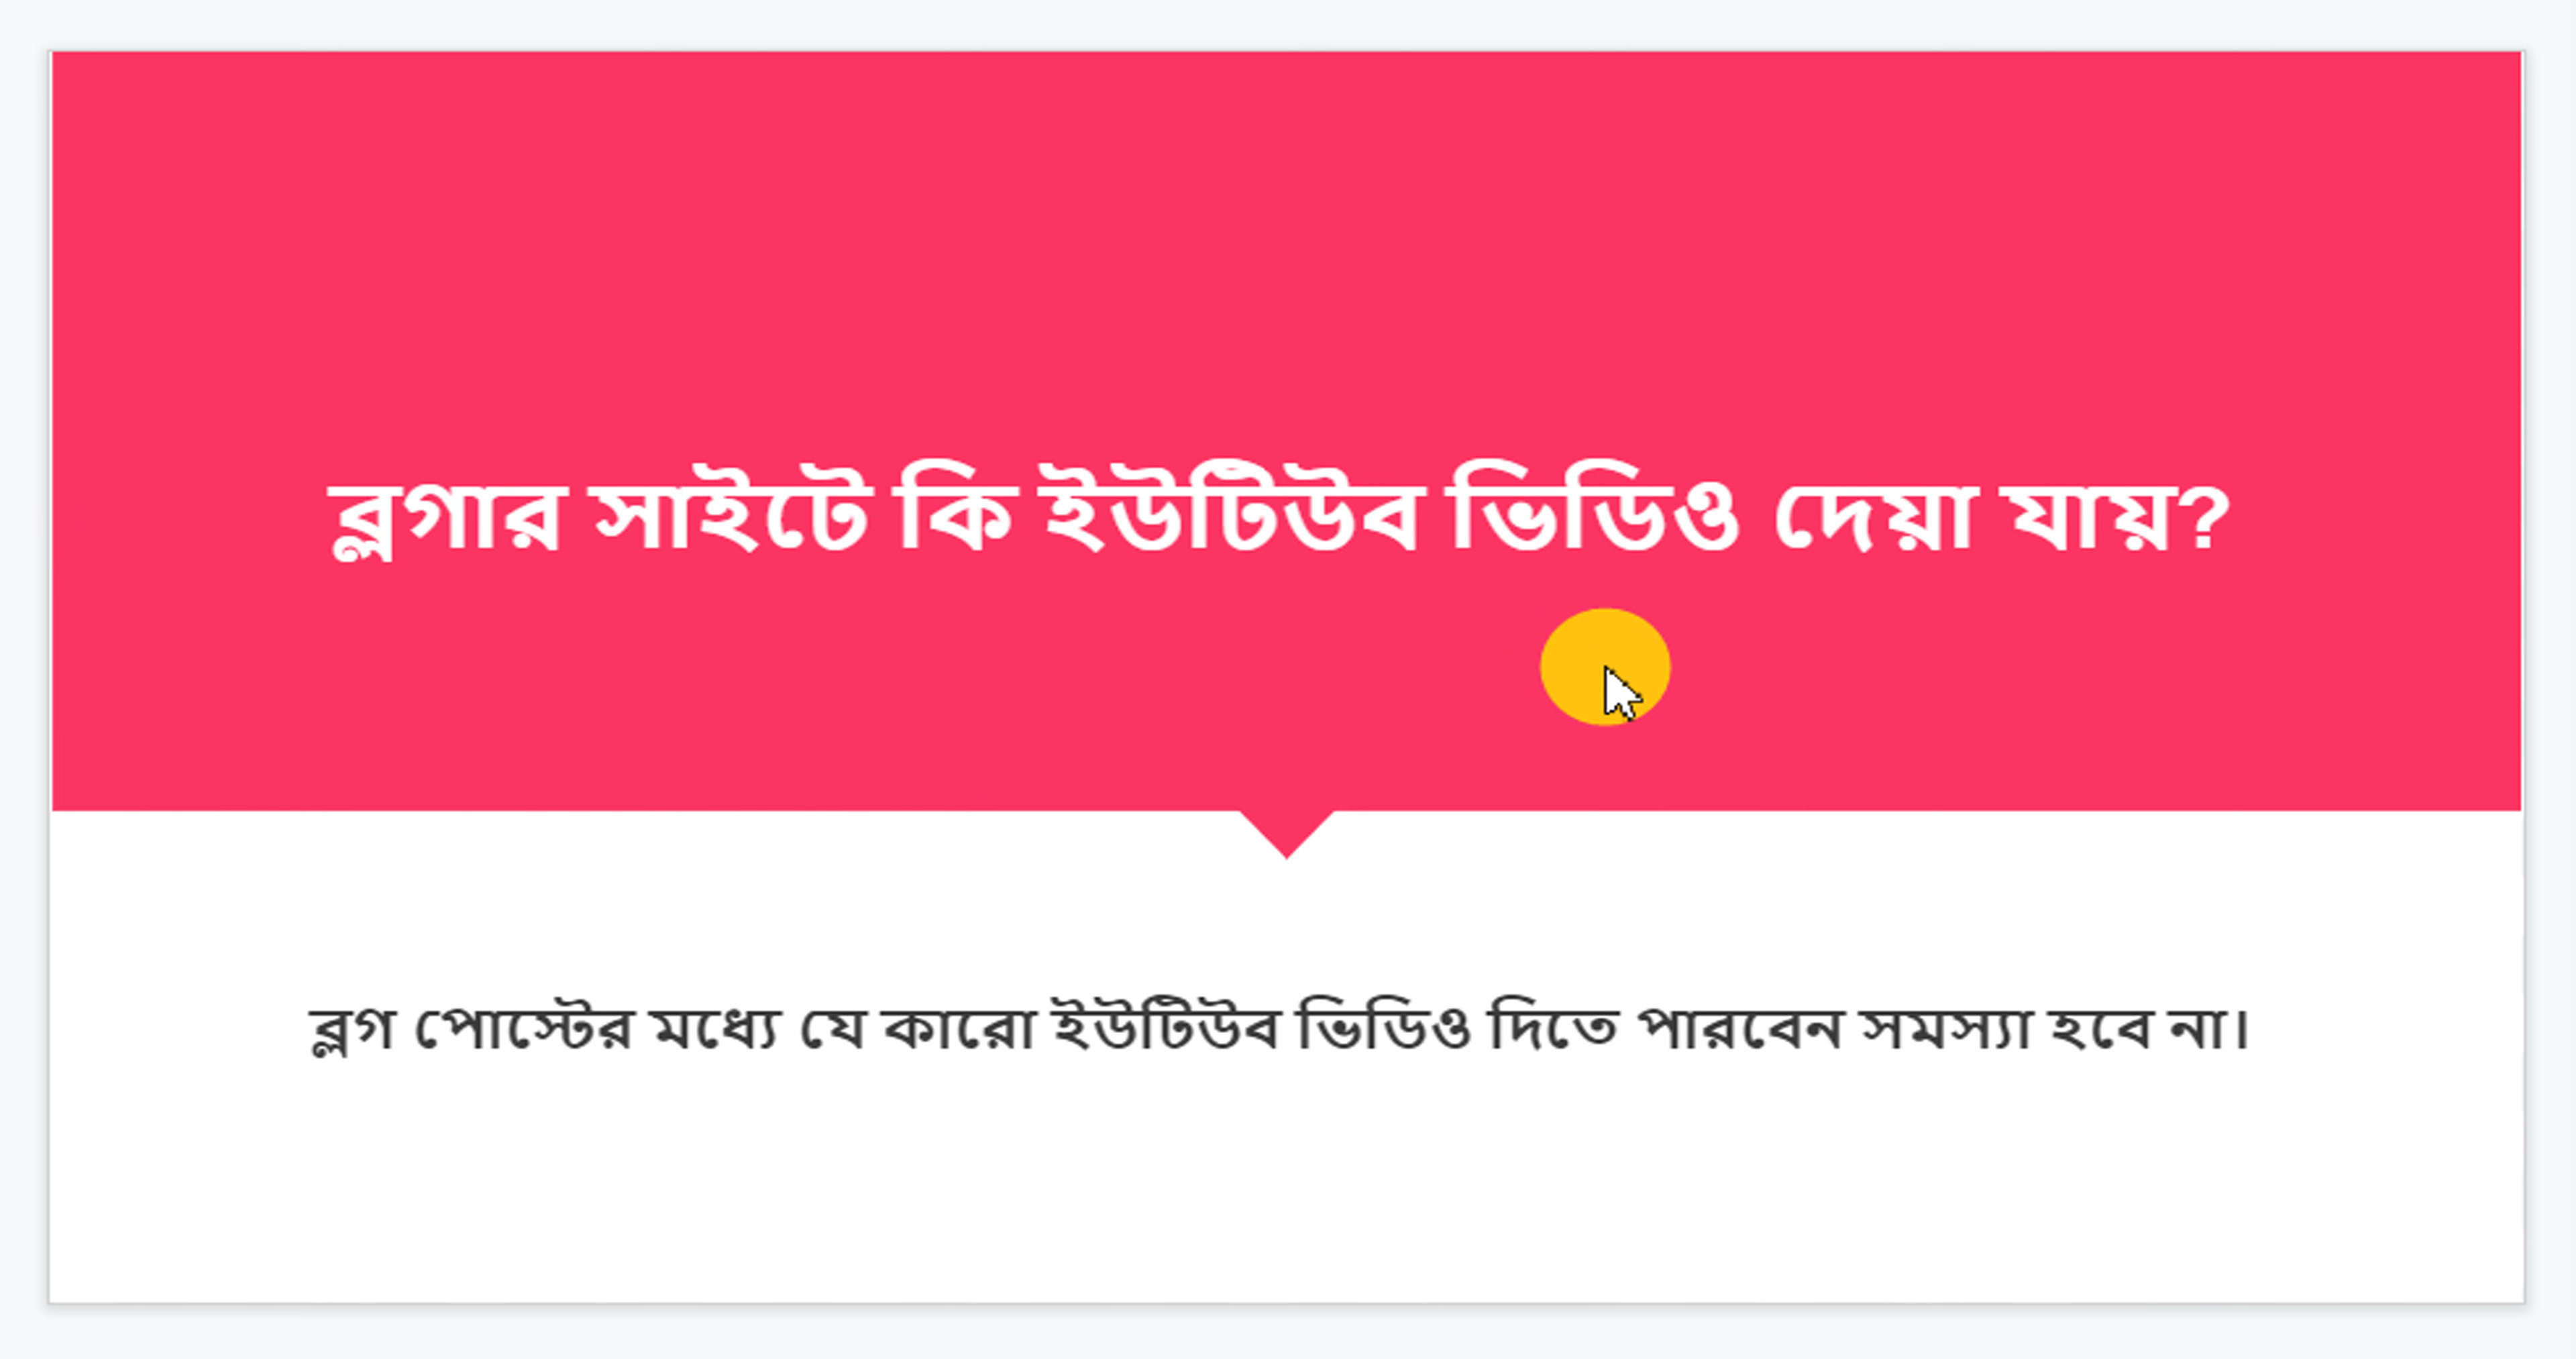 ব্লগার সাইটে কি ইউটিউব ভিডিও দেয়া যায়?
ব্লগ পোস্টের মধ্যে যে কারো ইউটিউব ভিডিও দিতে পারবেন সমস্যা হবে না।